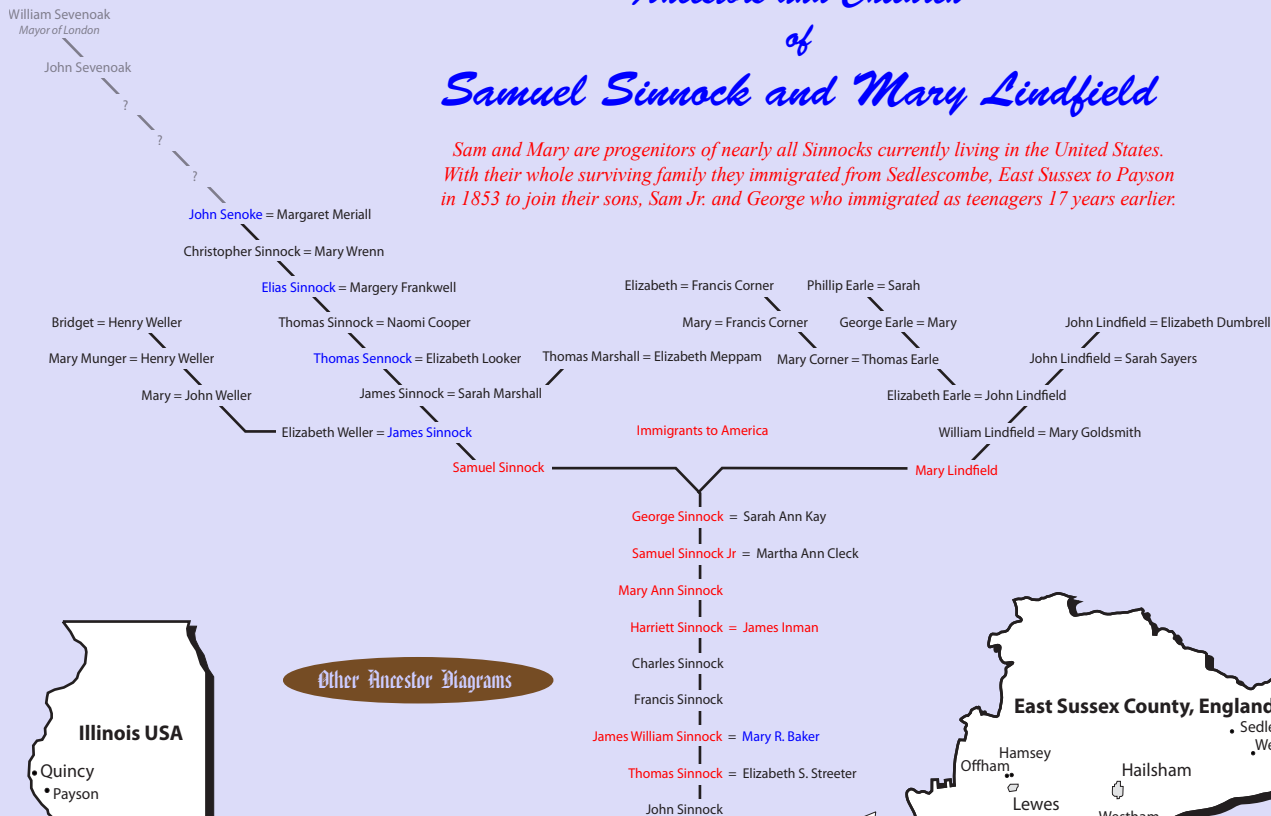 William Sevenoak
Mayor of London
John Sevenoak
?
?
?
Ancestors and Children
of
Samuel Sinnock and Mary Lindfield
Sam and Mary are progenitors of nearly all Sinnocks currently living in the United States.
With their whole surviving family they immigrated from Sedlescombe, East Sussex to Payson
in 1853 to join their sons, Sam Jr. and George who immigrated as teenagers 17 years earlier.
John Senoke = Margaret Meriall
Christopher Sinnock = Mary Wrenn
Elias Sinnock = Margery Frankwell
Elizabeth = Francis Corner
Phillip Earle = Sarah
Bridget = Henry Weller
Thomas Sinnock = Naomi Cooper
Mary = Francis Corner
George Earle = Mary
John Lindfield = Elizabeth Dumbrell
Mary Munger = Henry Weller
Thomas Sennock = Elizabeth Looker
Thomas Marshall = Elizabeth Meppam
Mary Corner = Thomas Earle
John Lindfield = Sarah Sayers
Mary = John Weller
James Sinnock = Sarah Marshall
Elizabeth Earle = John Lindfield
Elizabeth Weller = James Sinnock
Immigrants to America
William Lindfield = Mary Goldsmith
Samuel Sinnock
Mary Lindfield
George Sinnock = Sarah Ann Kay
Samuel Sinnock Jr = Martha Ann Cleck
Mary Ann Sinnock
Harriett Sinnock = James Inman
Charles Sinnock
Francis Sinnock
James William Sinnock = Mary R. Baker
Thomas Sinnock = Elizabeth S. Streeter
John Sinnock
Other Ancestor Diagrams
Illinois USA
Quincy
Payson
East Sussex County, England
Sedle
We
Hamsey
Offham
Hailsham
Lewes
Westham